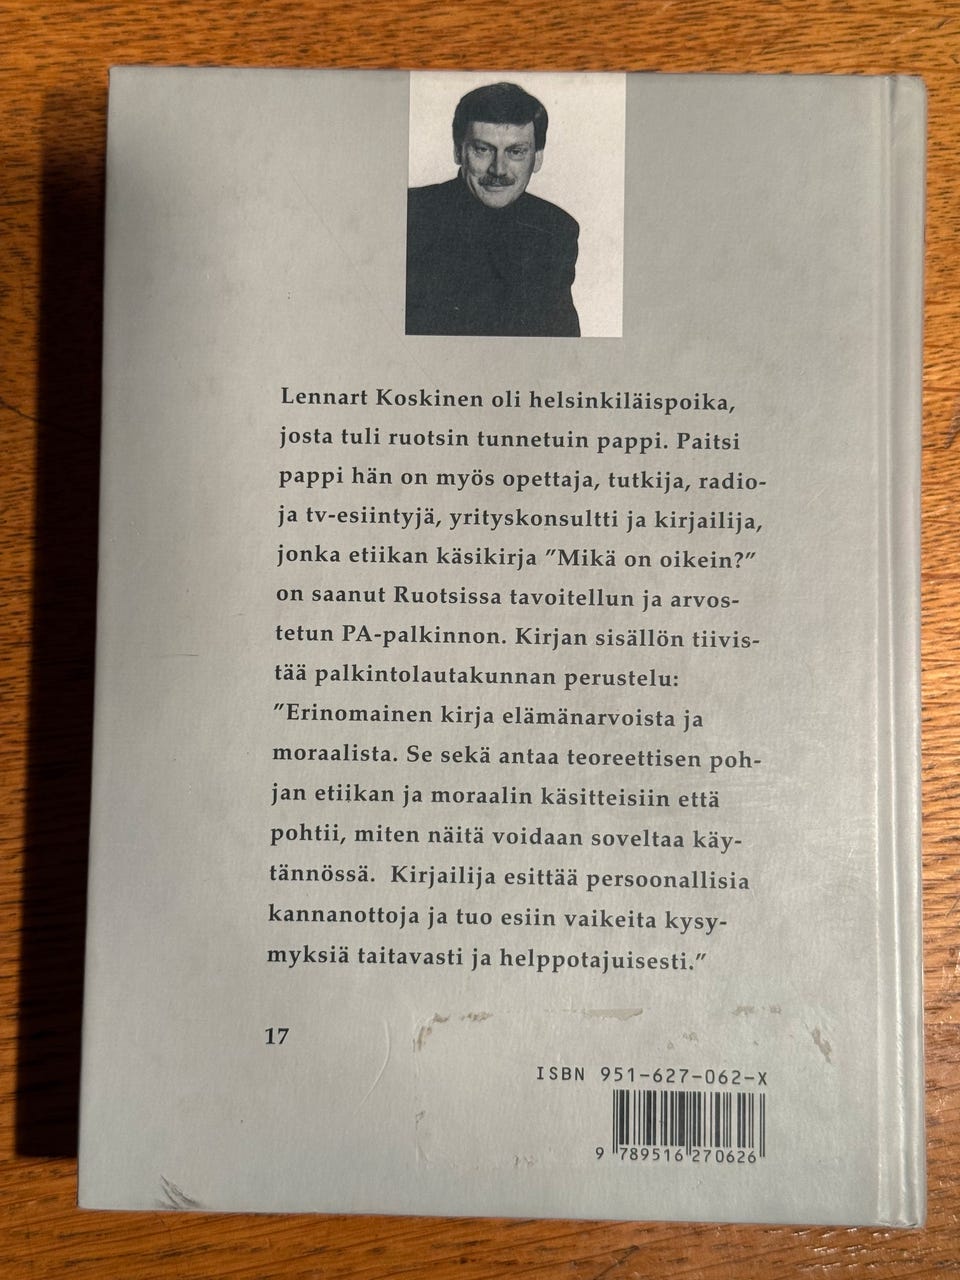 Lennart Koskinen oli helsinkiläispoika,
josta tuli ruotsin tunnetuin pappi. Paitsi
pappi hän on myös opettaja, tutkija, radio-
ja tv-esiintyjä, yrityskonsultti ja kirjailija,
jonka etiikan käsikirja ”Mikä on oikein?”
on saanut Ruotsissa tavoitellun ja arvos-
tetun PA-palkinnon. Kirjan sisällön tiivis-
tää palkintolautakunnan perustelu:
”Erinomainen kirja elämänarvoista ja
moraalista. Se sekä antaa teoreettisen poh-
jan etiikan ja moraalin käsitteisiin että
pohtii, miten näitä voidaan soveltaa käy-
tännössä. Kirjailija esittää persoonallisia
kannanottoja ja tuo esiin vaikeita kysy-
myksiä taitavasti ja helppotajuisesti.”
17
ISBN 951-627-062-X
9 789516 270626